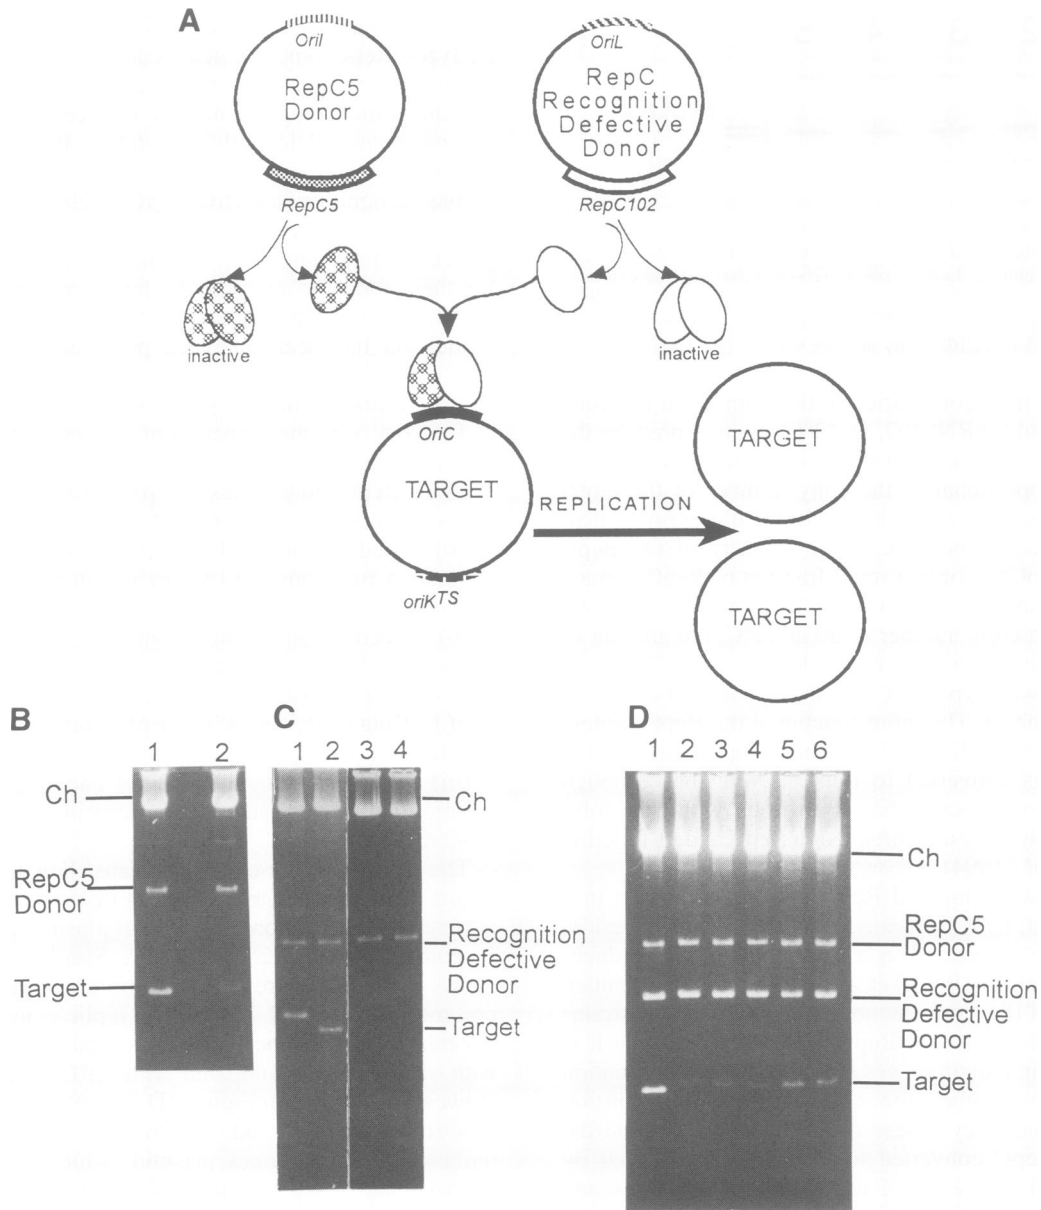 A
OriI
RepC5
Donor
RepC5
OriL
RepC
Recognition
Defective
Donor
RepC102
inactive
inactive
OriC
TARGET
oriK^TS
REPLICATION
TARGET
TARGET
B
1 2
Ch
RepC5
Donor
Target
C
1 2 3 4
Ch
Recognition
Defective
Donor
Target
D
1 2 3 4 5 6
Ch
RepC5
Donor
Recognition
Defective
Donor
Target